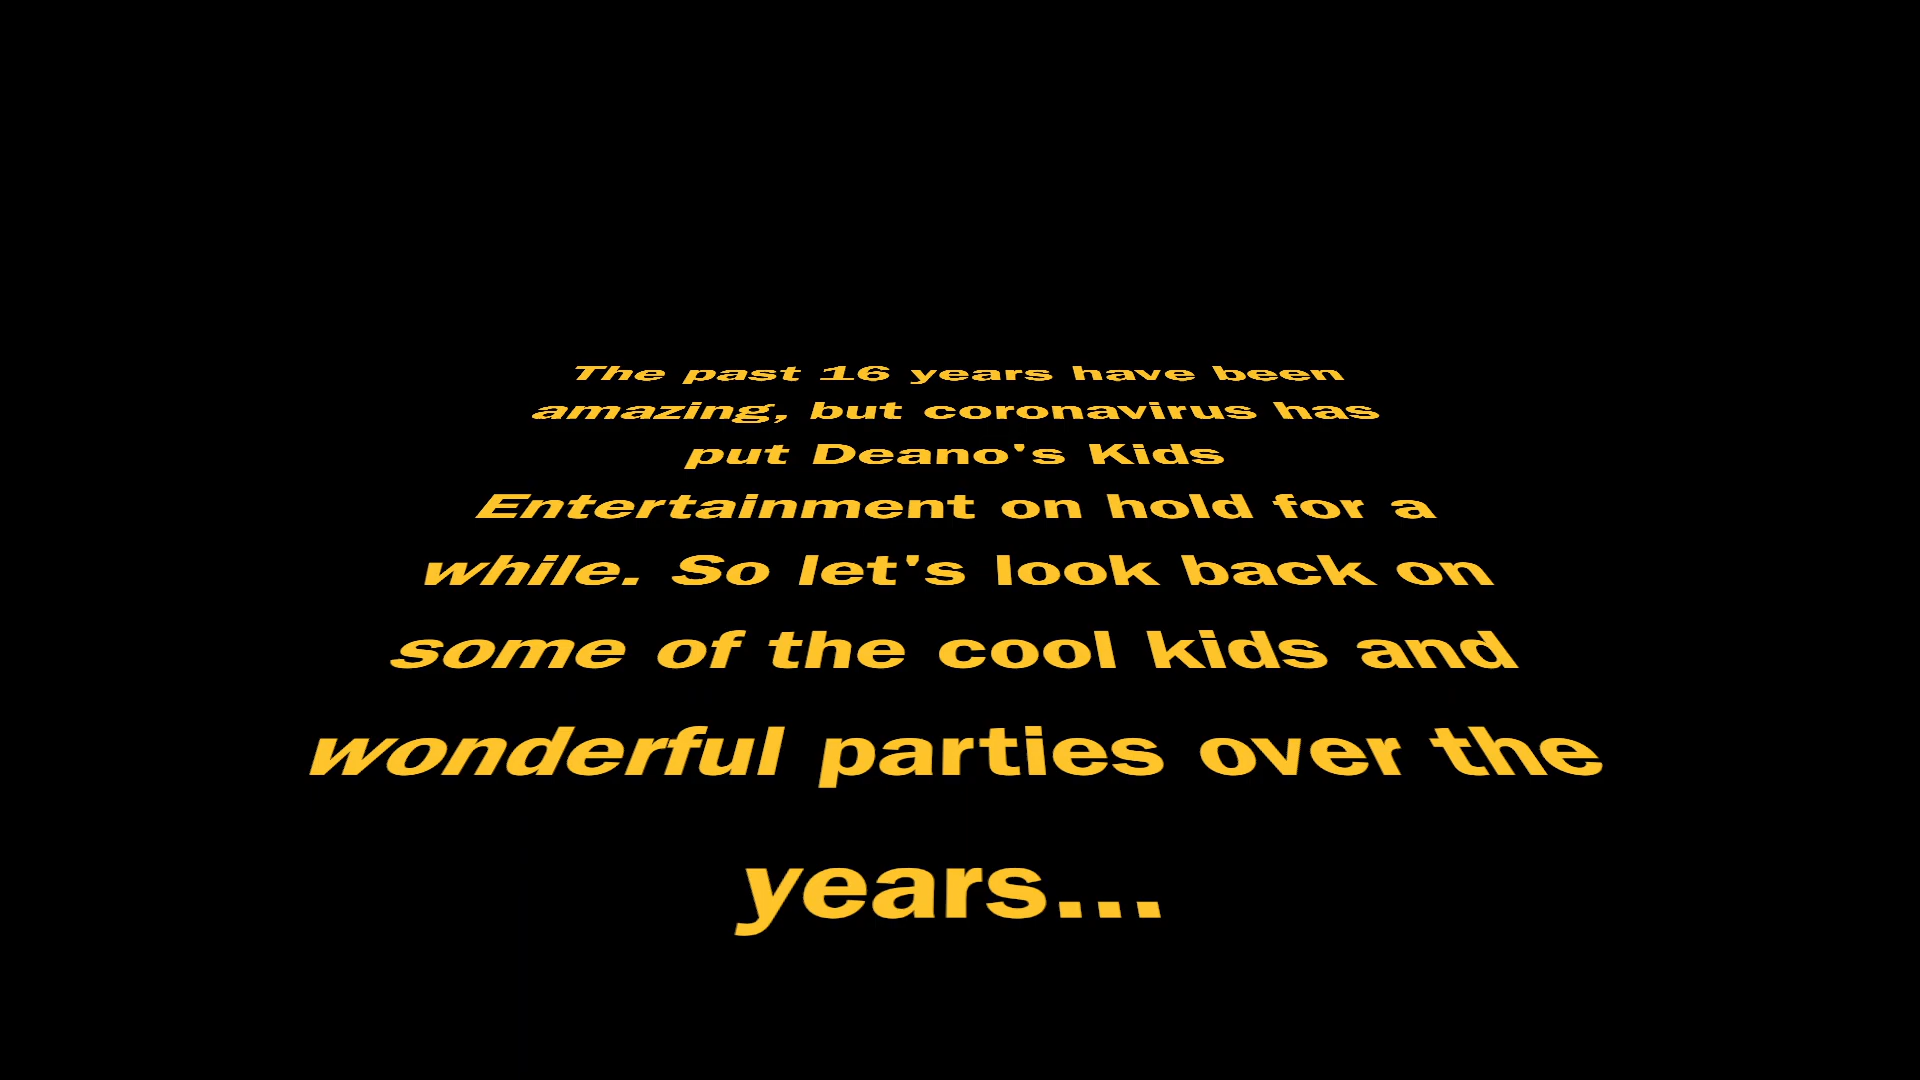 The past 16 years have been
amazing, but coronavirus has
put Deano's Kids
Entertainment on hold for a
while. So let's look back on
some of the cool kids and
wonderful parties over the
years...